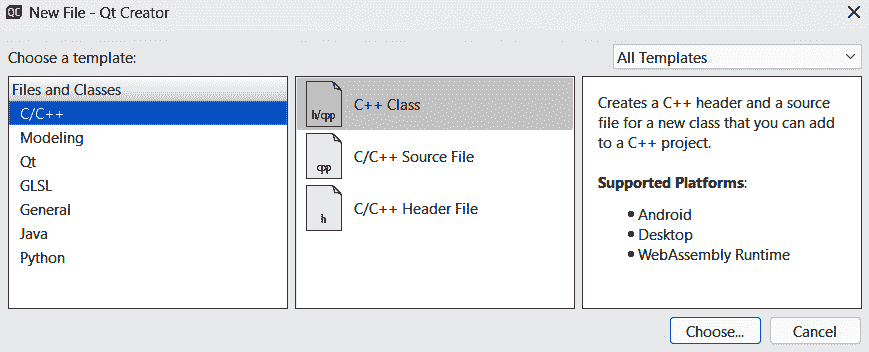 QC New File - Qt Creator
Choose a template:
All Templates
Files and Classes
C/C++
Modeling
Qt
GLSL
General
Java
Python
h/cpp
C++ Class
cpp
C/C++ Source File
h
C/C++ Header File
Creates a C++ header and a source
file for a new class that you can add
to a C++ project.
Supported Platforms:
• Android
• Desktop
• WebAssembly Runtime
Choose...
Cancel